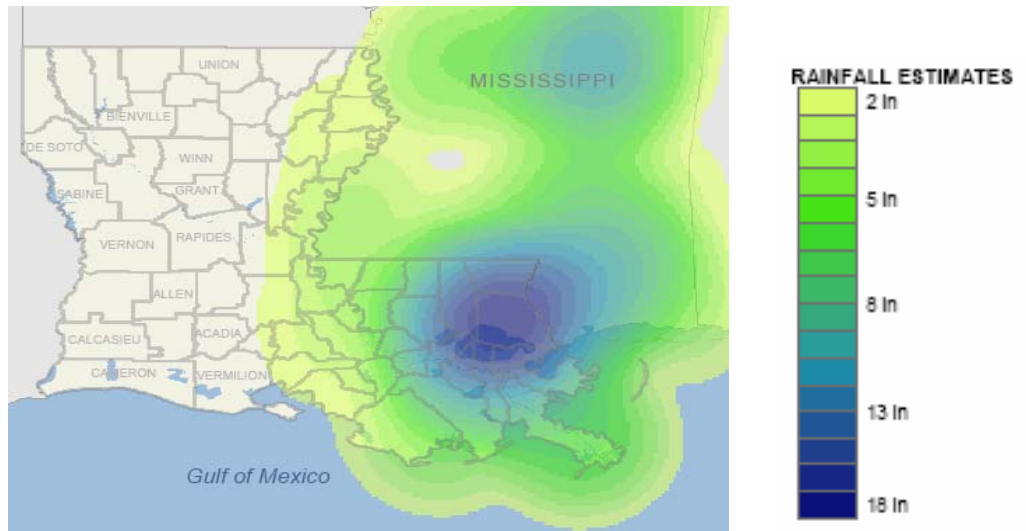 UNION
MISSISSIPPI
BIENVILLE
DE SOTO
WINN
SABINE
GRANT
VERNON
RAPIDES
ALLEN
CALCASIEU
ACADIA
CAMERON
VERMILION
Gulf of Mexico
RAINFALL ESTIMATES
2 In
5 In
8 In
13 In
18 In